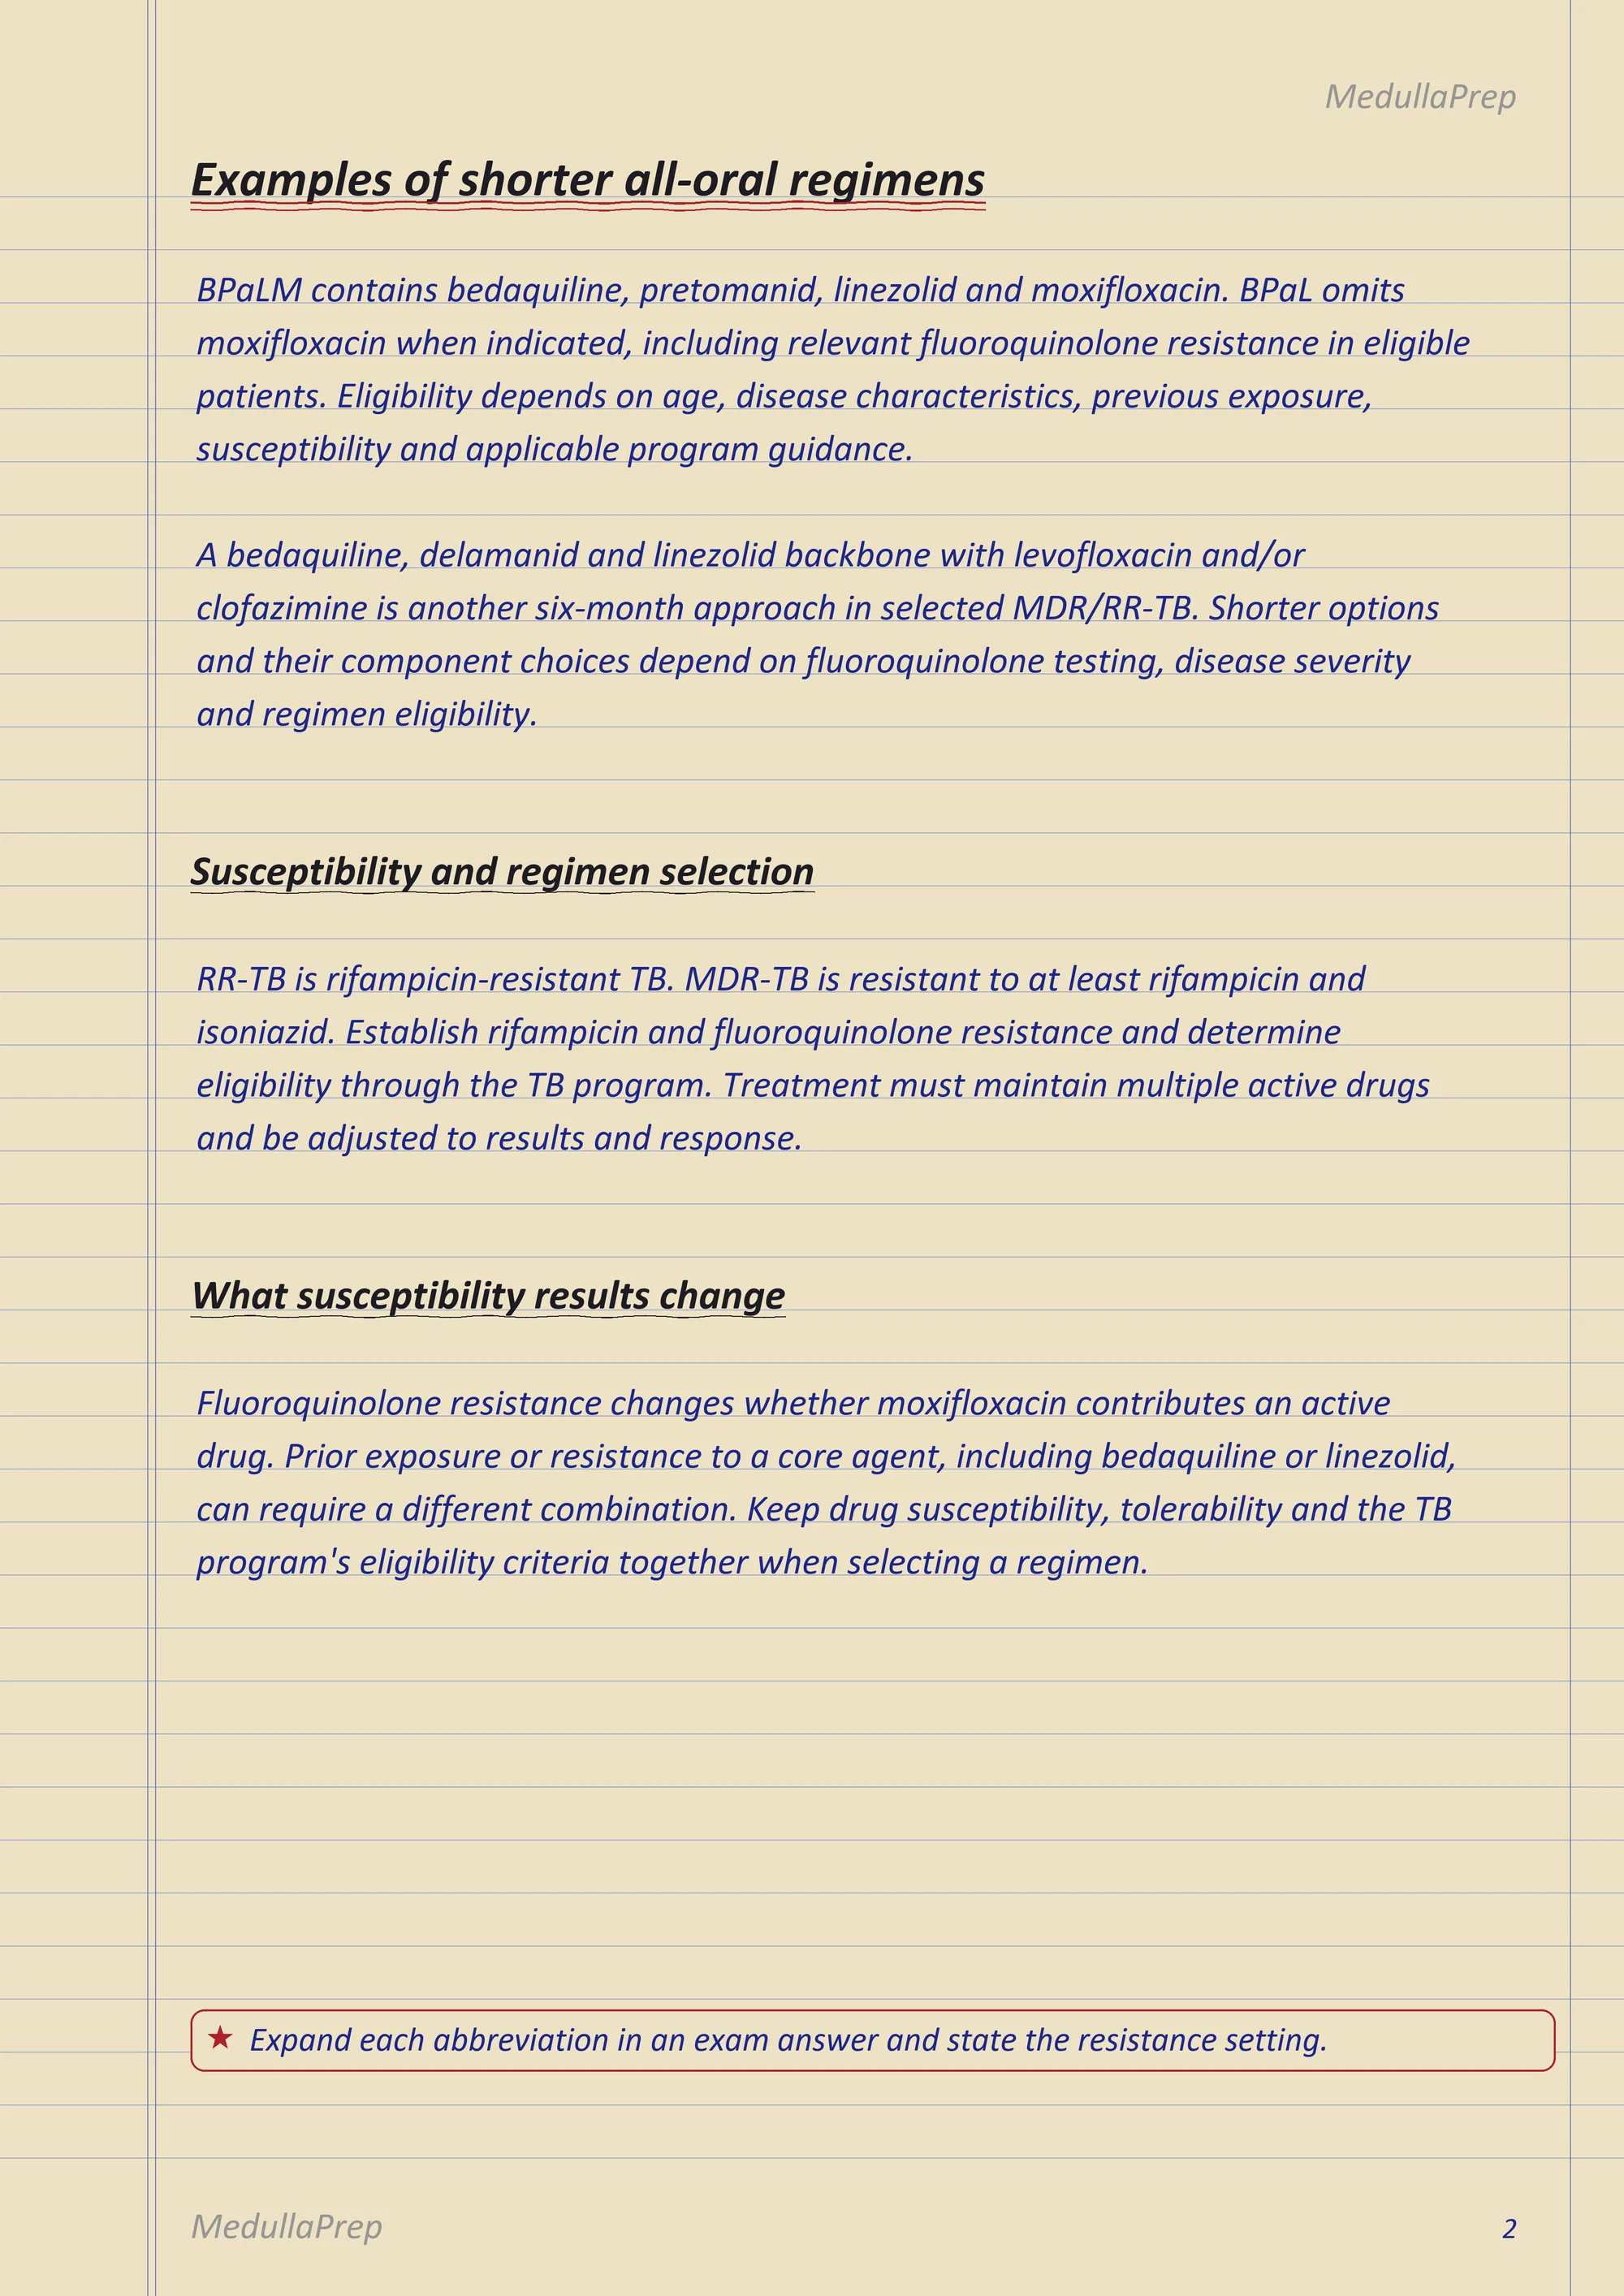 MedullaPrep
Examples of shorter all-oral regimens
BPaLM contains bedaquiline, pretomanid, linezolid and moxifloxacin. BPaL omits
moxifloxacin when indicated, including relevant fluoroquinolone resistance in eligible
patients. Eligibility depends on age, disease characteristics, previous exposure,
susceptibility and applicable program guidance.
A bedaquiline, delamanid and linezolid backbone with levofloxacin and/or
clofazimine is another six-month approach in selected MDR/RR-TB. Shorter options
and their component choices depend on fluoroquinolone testing, disease severity
and regimen eligibility.
Susceptibility and regimen selection
RR-TB is rifampicin-resistant TB. MDR-TB is resistant to at least rifampicin and
isoniazid. Establish rifampicin and fluoroquinolone resistance and determine
eligibility through the TB program. Treatment must maintain multiple active drugs
and be adjusted to results and response.
What susceptibility results change
Fluoroquinolone resistance changes whether moxifloxacin contributes an active
drug. Prior exposure or resistance to a core agent, including bedaquiline or linezolid,
can require a different combination. Keep drug susceptibility, tolerability and the TB
program's eligibility criteria together when selecting a regimen.
★ Expand each abbreviation in an exam answer and state the resistance setting.
MedullaPrep
2